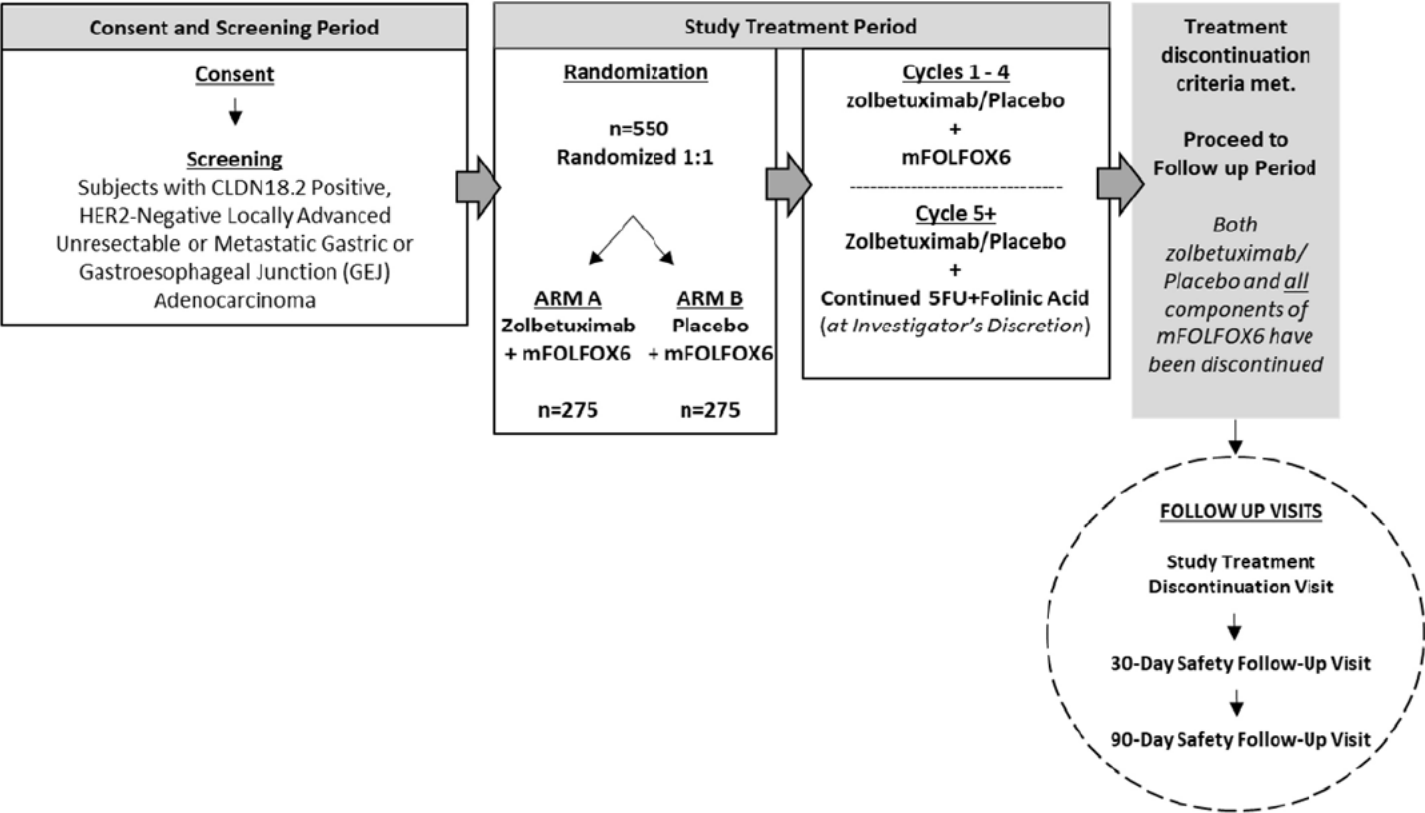 Consent and Screening Period
Consent
Screening
Subjects with CLDN18.2 Positive,
HER2-Negative Locally Advanced
Unresectable or Metastatic Gastric or
Gastroesophageal Junction (GEJ)
Adenocarcinoma
Study Treatment Period
Randomization
n=550
Randomized 1:1
ARM A
Zolbetuximab
+ mFOLFOX6
n=275
ARM B
Placebo
+ mFOLFOX6
n=275
Cycles 1 - 4
zolbetuximab/Placebo
+
mFOLFOX6
------------------------------
Cycle 5+
Zolbetuximab/Placebo
+
Continued 5FU+Folinic Acid
(at Investigator's Discretion)
Treatment
discontinuation
criteria met.
Proceed to
Follow up Period
Both
zolbetuximab/
Placebo and all
components of
mFOLFOX6 have
been discontinued
FOLLOW UP VISITS
Study Treatment
Discontinuation Visit
30-Day Safety Follow-Up Visit
90-Day Safety Follow-Up Visit